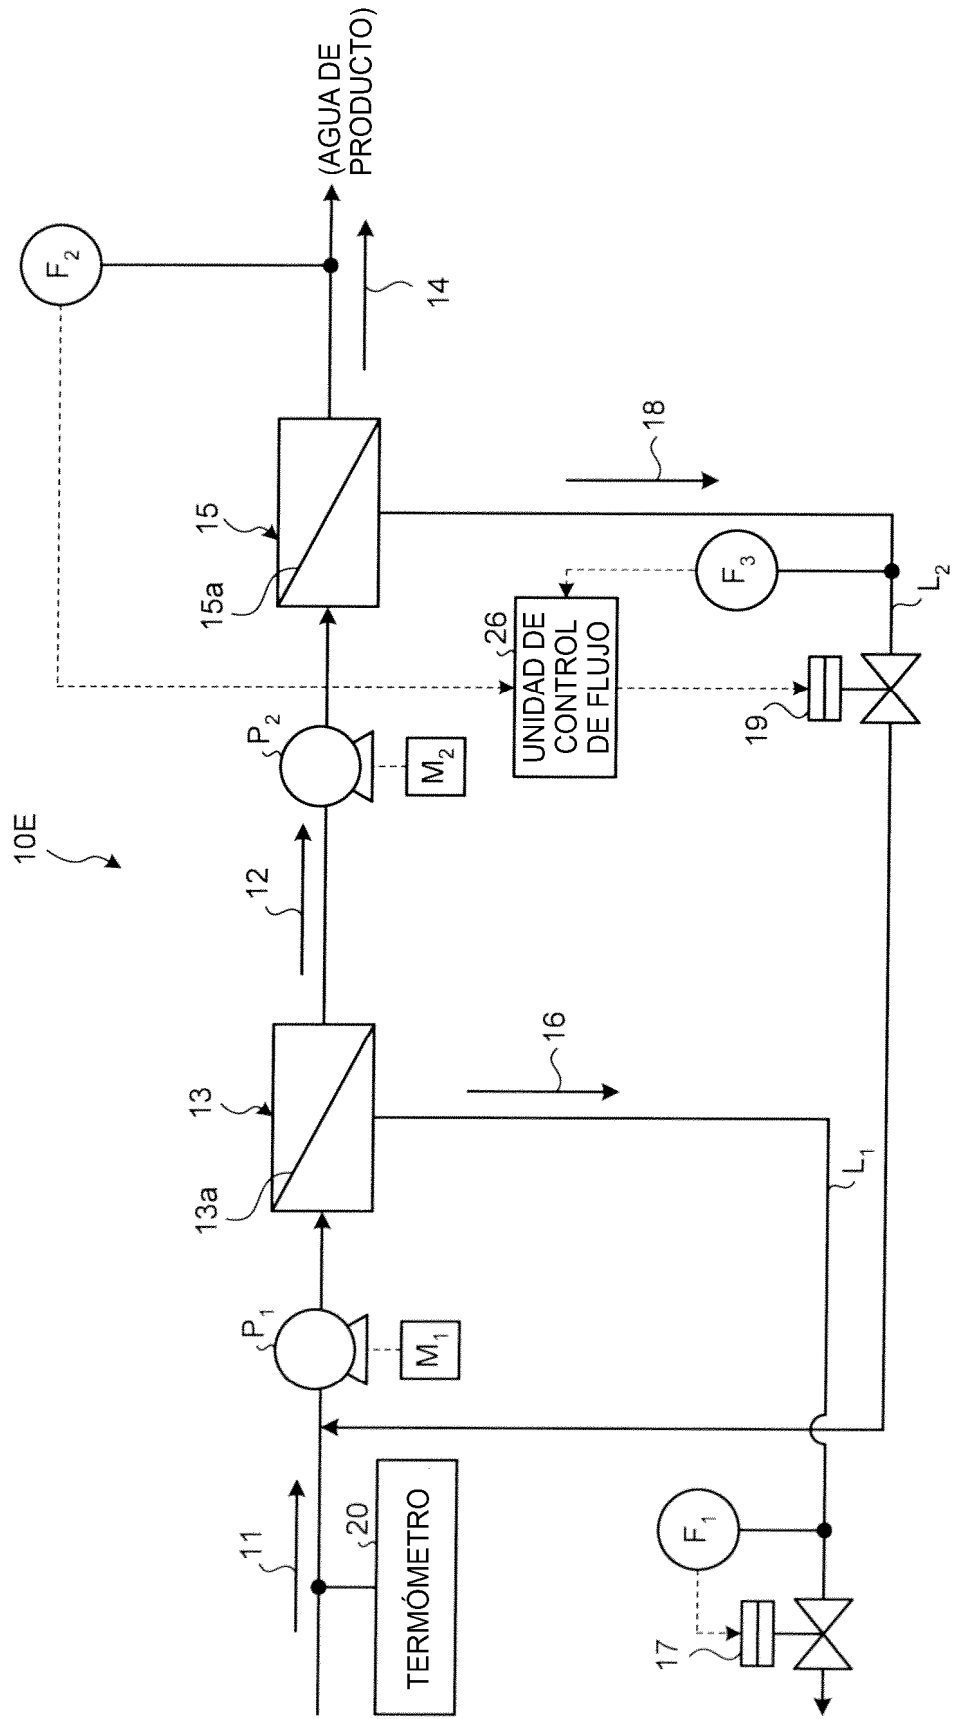 10E
F2
(AGUA DE
PRODUCTO)
14
15
15a
18
F3
L2
26
UNIDAD DE
CONTROL
DE FLUJO
19
P2
M2
12
13
13a
16
L1
P1
M1
11
20
TERMÓMETRO
F1
17